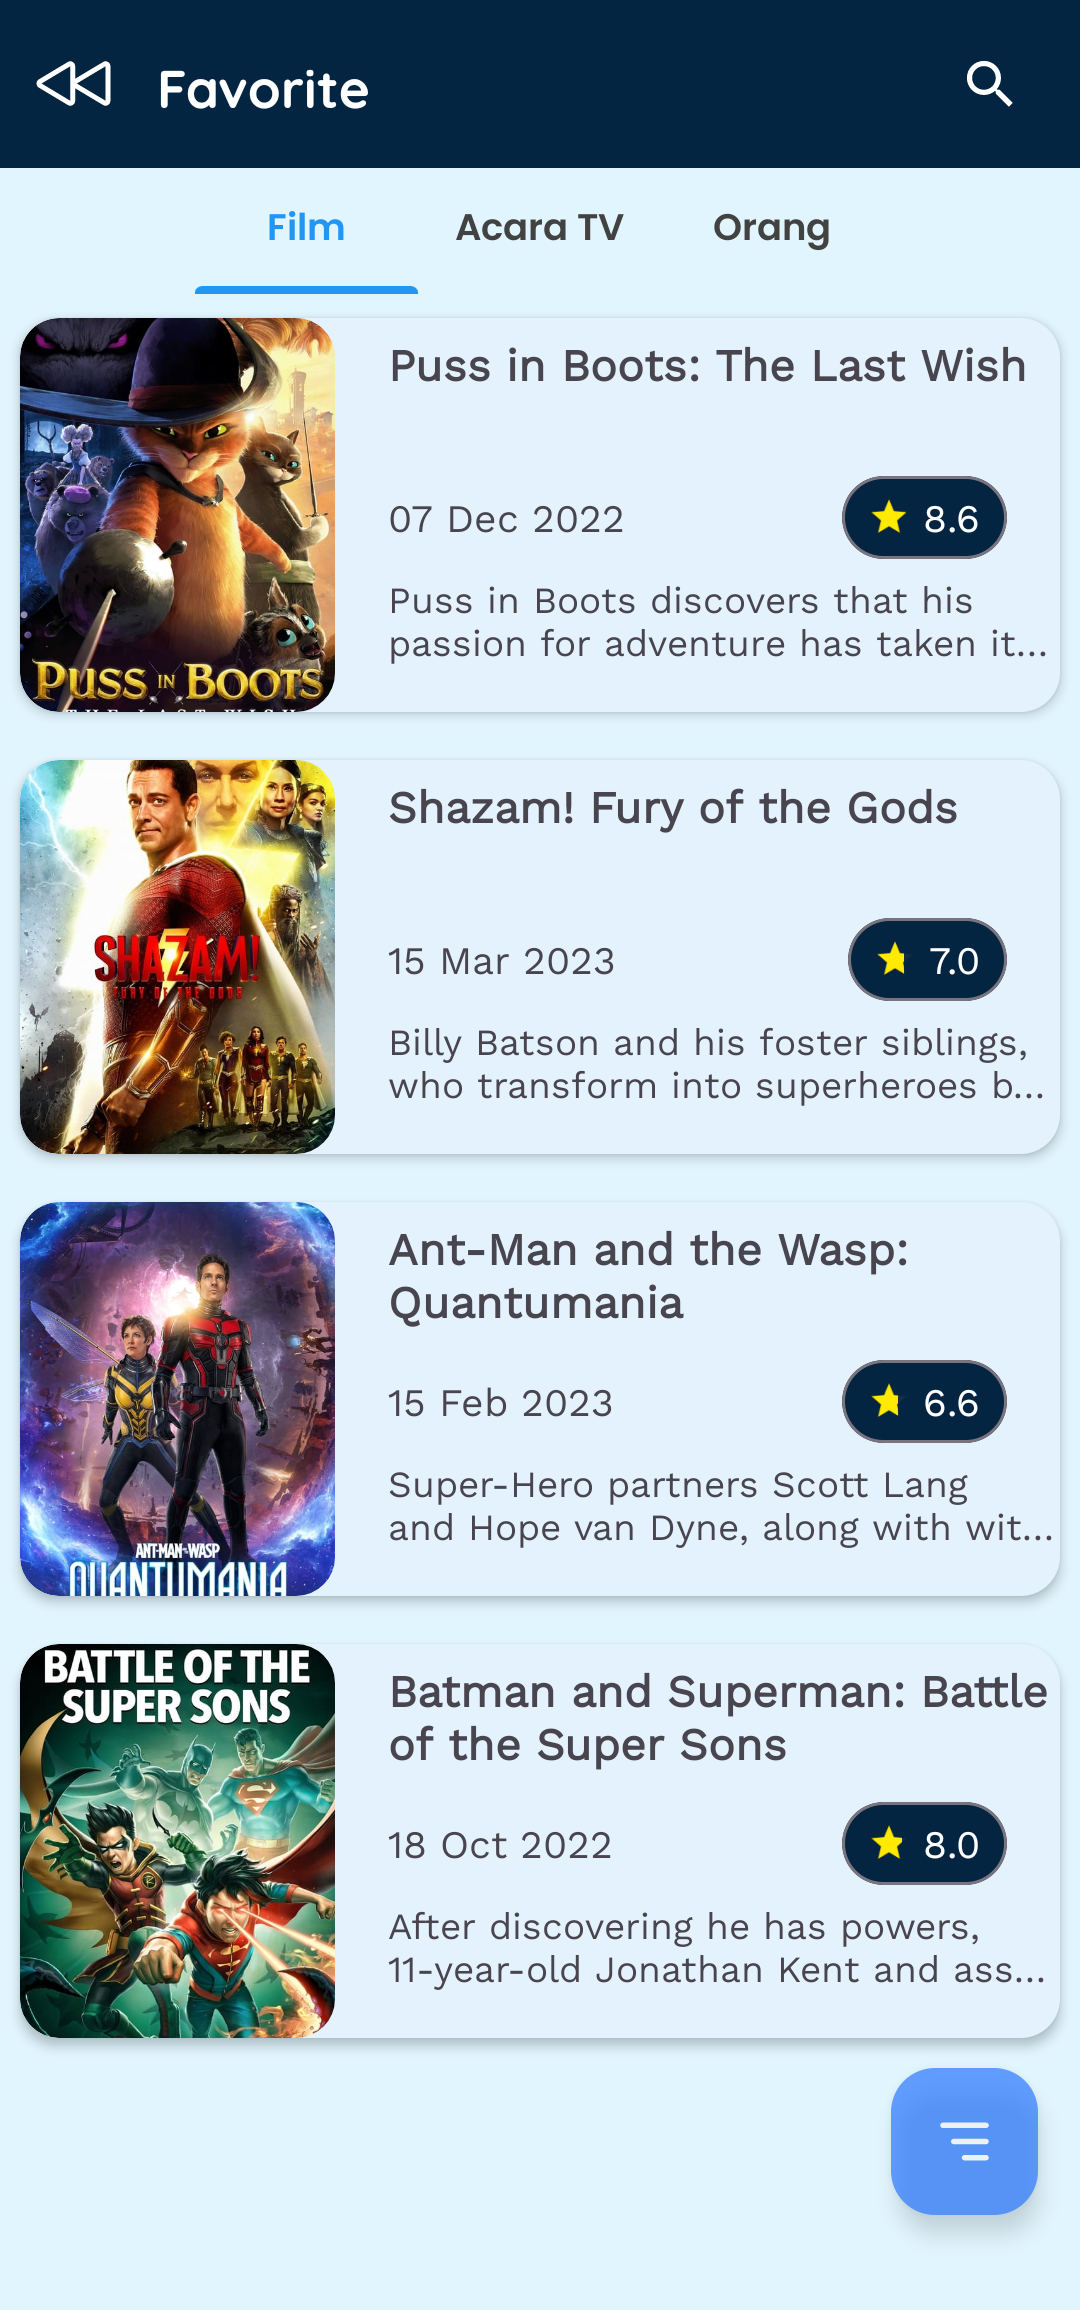 Favorite
Film
Acara TV
Orang
PUSS IN BOOTS
THE LAST WISH
Puss in Boots: The Last Wish
07 Dec 2022
8.6
Puss in Boots discovers that his
passion for adventure has taken it...
SHAZAM!
FURY OF THE GODS
Shazam! Fury of the Gods
15 Mar 2023
7.0
Billy Batson and his foster siblings,
who transform into superheroes b...
ANT-MAN AND THE WASP
QUANTUMANIA
Ant-Man and the Wasp:
Quantumania
15 Feb 2023
6.6
Super-Hero partners Scott Lang
and Hope van Dyne, along with wit...
BATTLE OF THE
SUPER SONS
Batman and Superman: Battle
of the Super Sons
18 Oct 2022
8.0
After discovering he has powers,
11-year-old Jonathan Kent and ass...